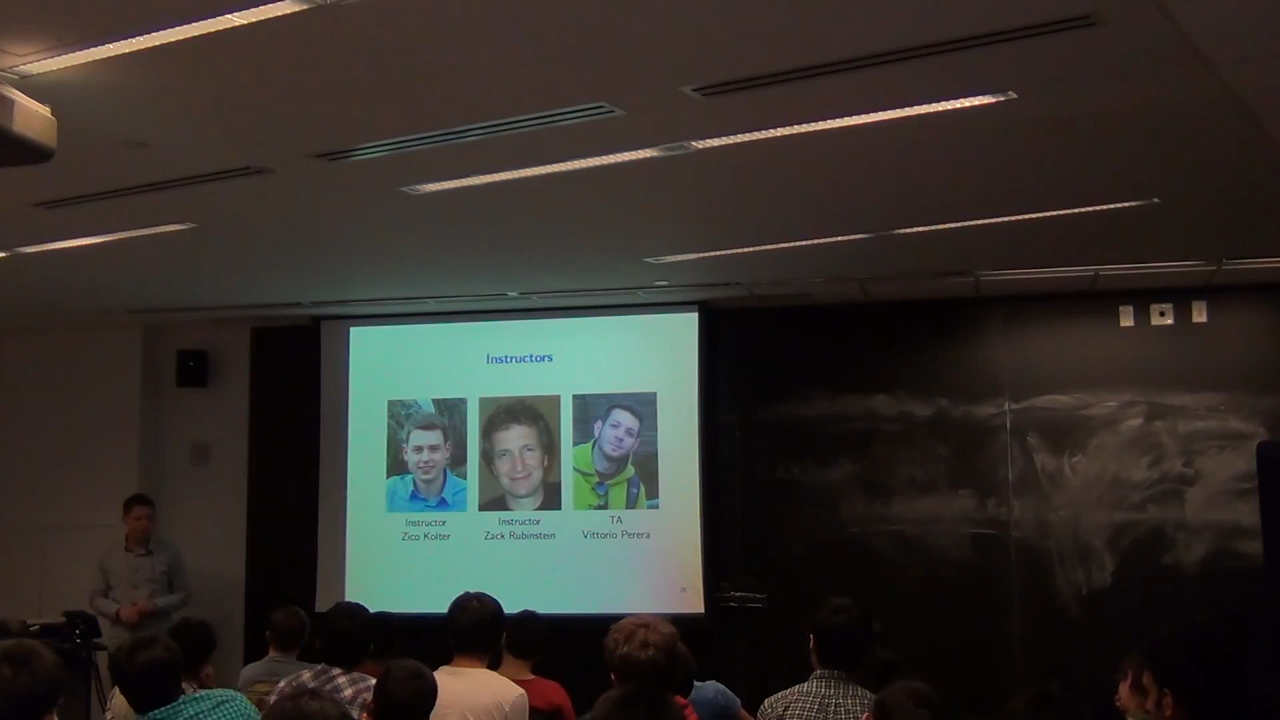 Instructors
Instructor
Zico Kolter
Instructor
Zack Rubinstein
TA
Vittorio Perera